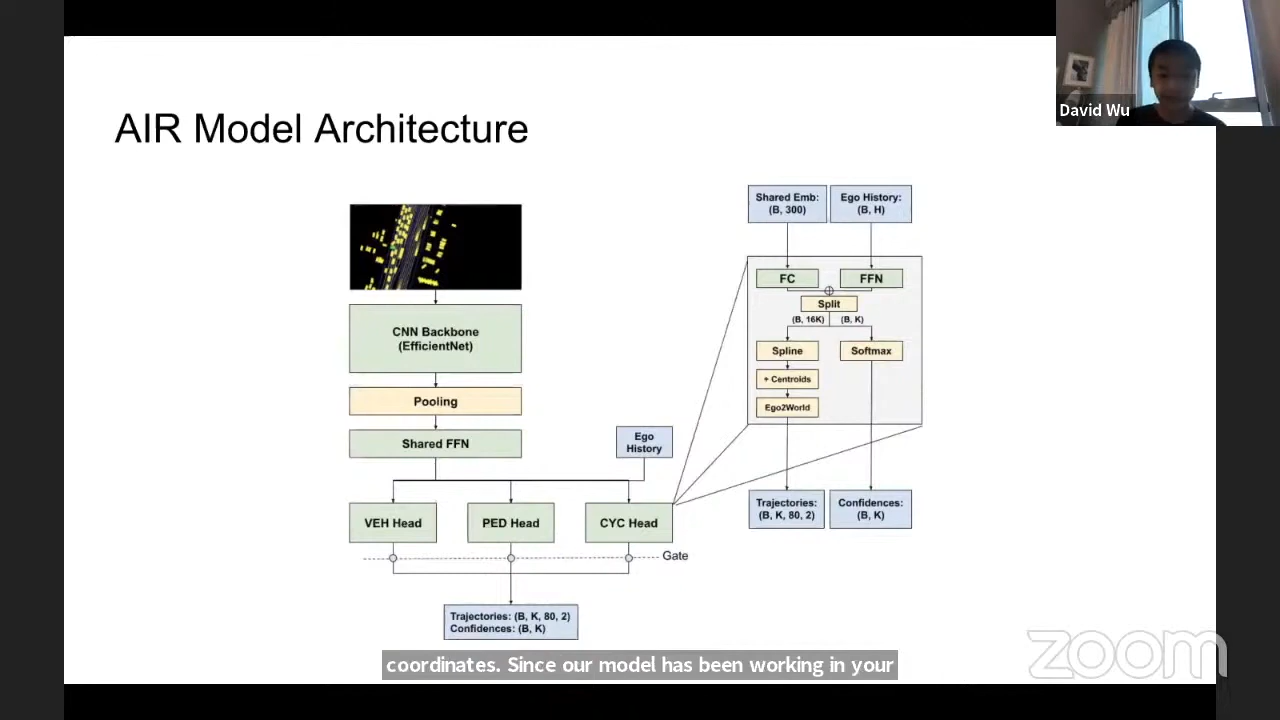 David Wu
AIR Model Architecture
CNN Backbone
(EfficientNet)
Pooling
Shared FFN
Ego
History
VEH Head
PED Head
CYC Head
Gate
Trajectories: (B, K, 80, 2)
Confidences: (B, K)
Shared Emb:
(B, 300)
Ego History:
(B, H)
FC
FFN
Split
(B, 16K)
(B, K)
Spline
Softmax
+ Centroids
Ego2World
Trajectories:
(B, K, 80, 2)
Confidences:
(B, K)
coordinates. Since our model has been working in your
zoom